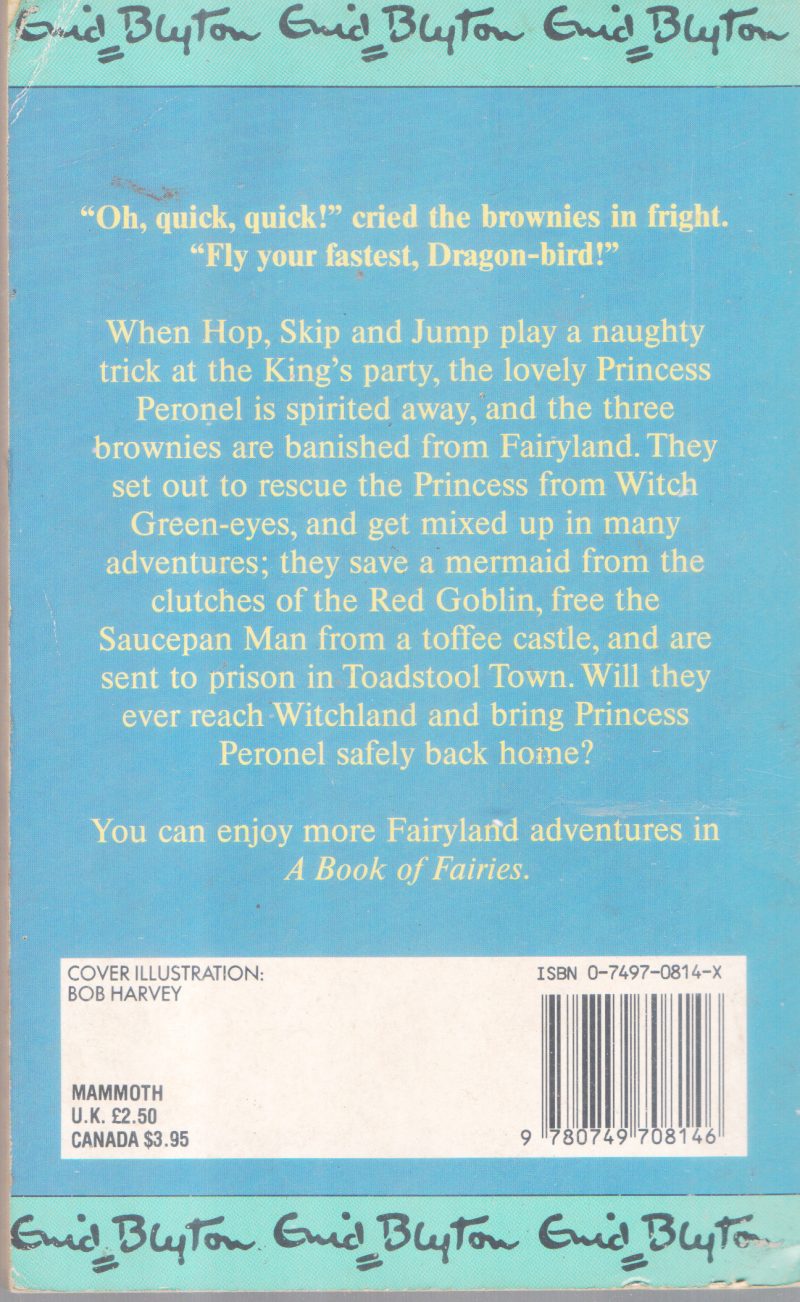 Enid Blyton Enid Blyton Enid Blyton
“Oh, quick, quick!” cried the brownies in fright.
“Fly your fastest, Dragon-bird!”
When Hop, Skip and Jump play a naughty
trick at the King’s party, the lovely Princess
Peronel is spirited away, and the three
brownies are banished from Fairyland. They
set out to rescue the Princess from Witch
Green-eyes, and get mixed up in many
adventures; they save a mermaid from the
clutches of the Red Goblin, free the
Saucepan Man from a toffee castle, and are
sent to prison in Toadstool Town. Will they
ever reach Witchland and bring Princess
Peronel safely back home?
You can enjoy more Fairyland adventures in
A Book of Fairies.
COVER ILLUSTRATION:
BOB HARVEY
MAMMOTH
U.K. £2.50
CANADA $3.95
ISBN 0-7497-0814-X
9 780749 708146
Enid Blyton Enid Blyton Enid Blyton